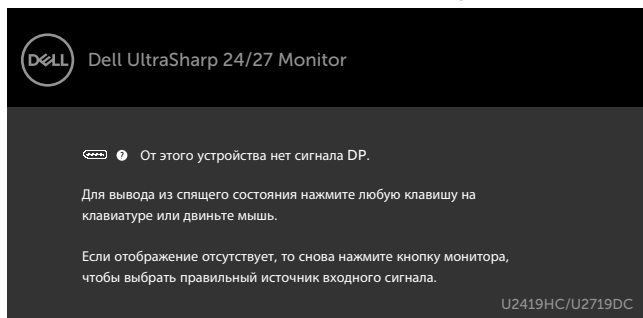 DELL
Dell UltraSharp 24/27 Monitor
? От этого устройства нет сигнала DP.
Для вывода из спящего состояния нажмите любую клавишу на
клавиатуре или двиньте мышь.
Если отображение отсутствует, то снова нажмите кнопку монитора,
чтобы выбрать правильный источник входного сигнала.
U2419HC/U2719DC